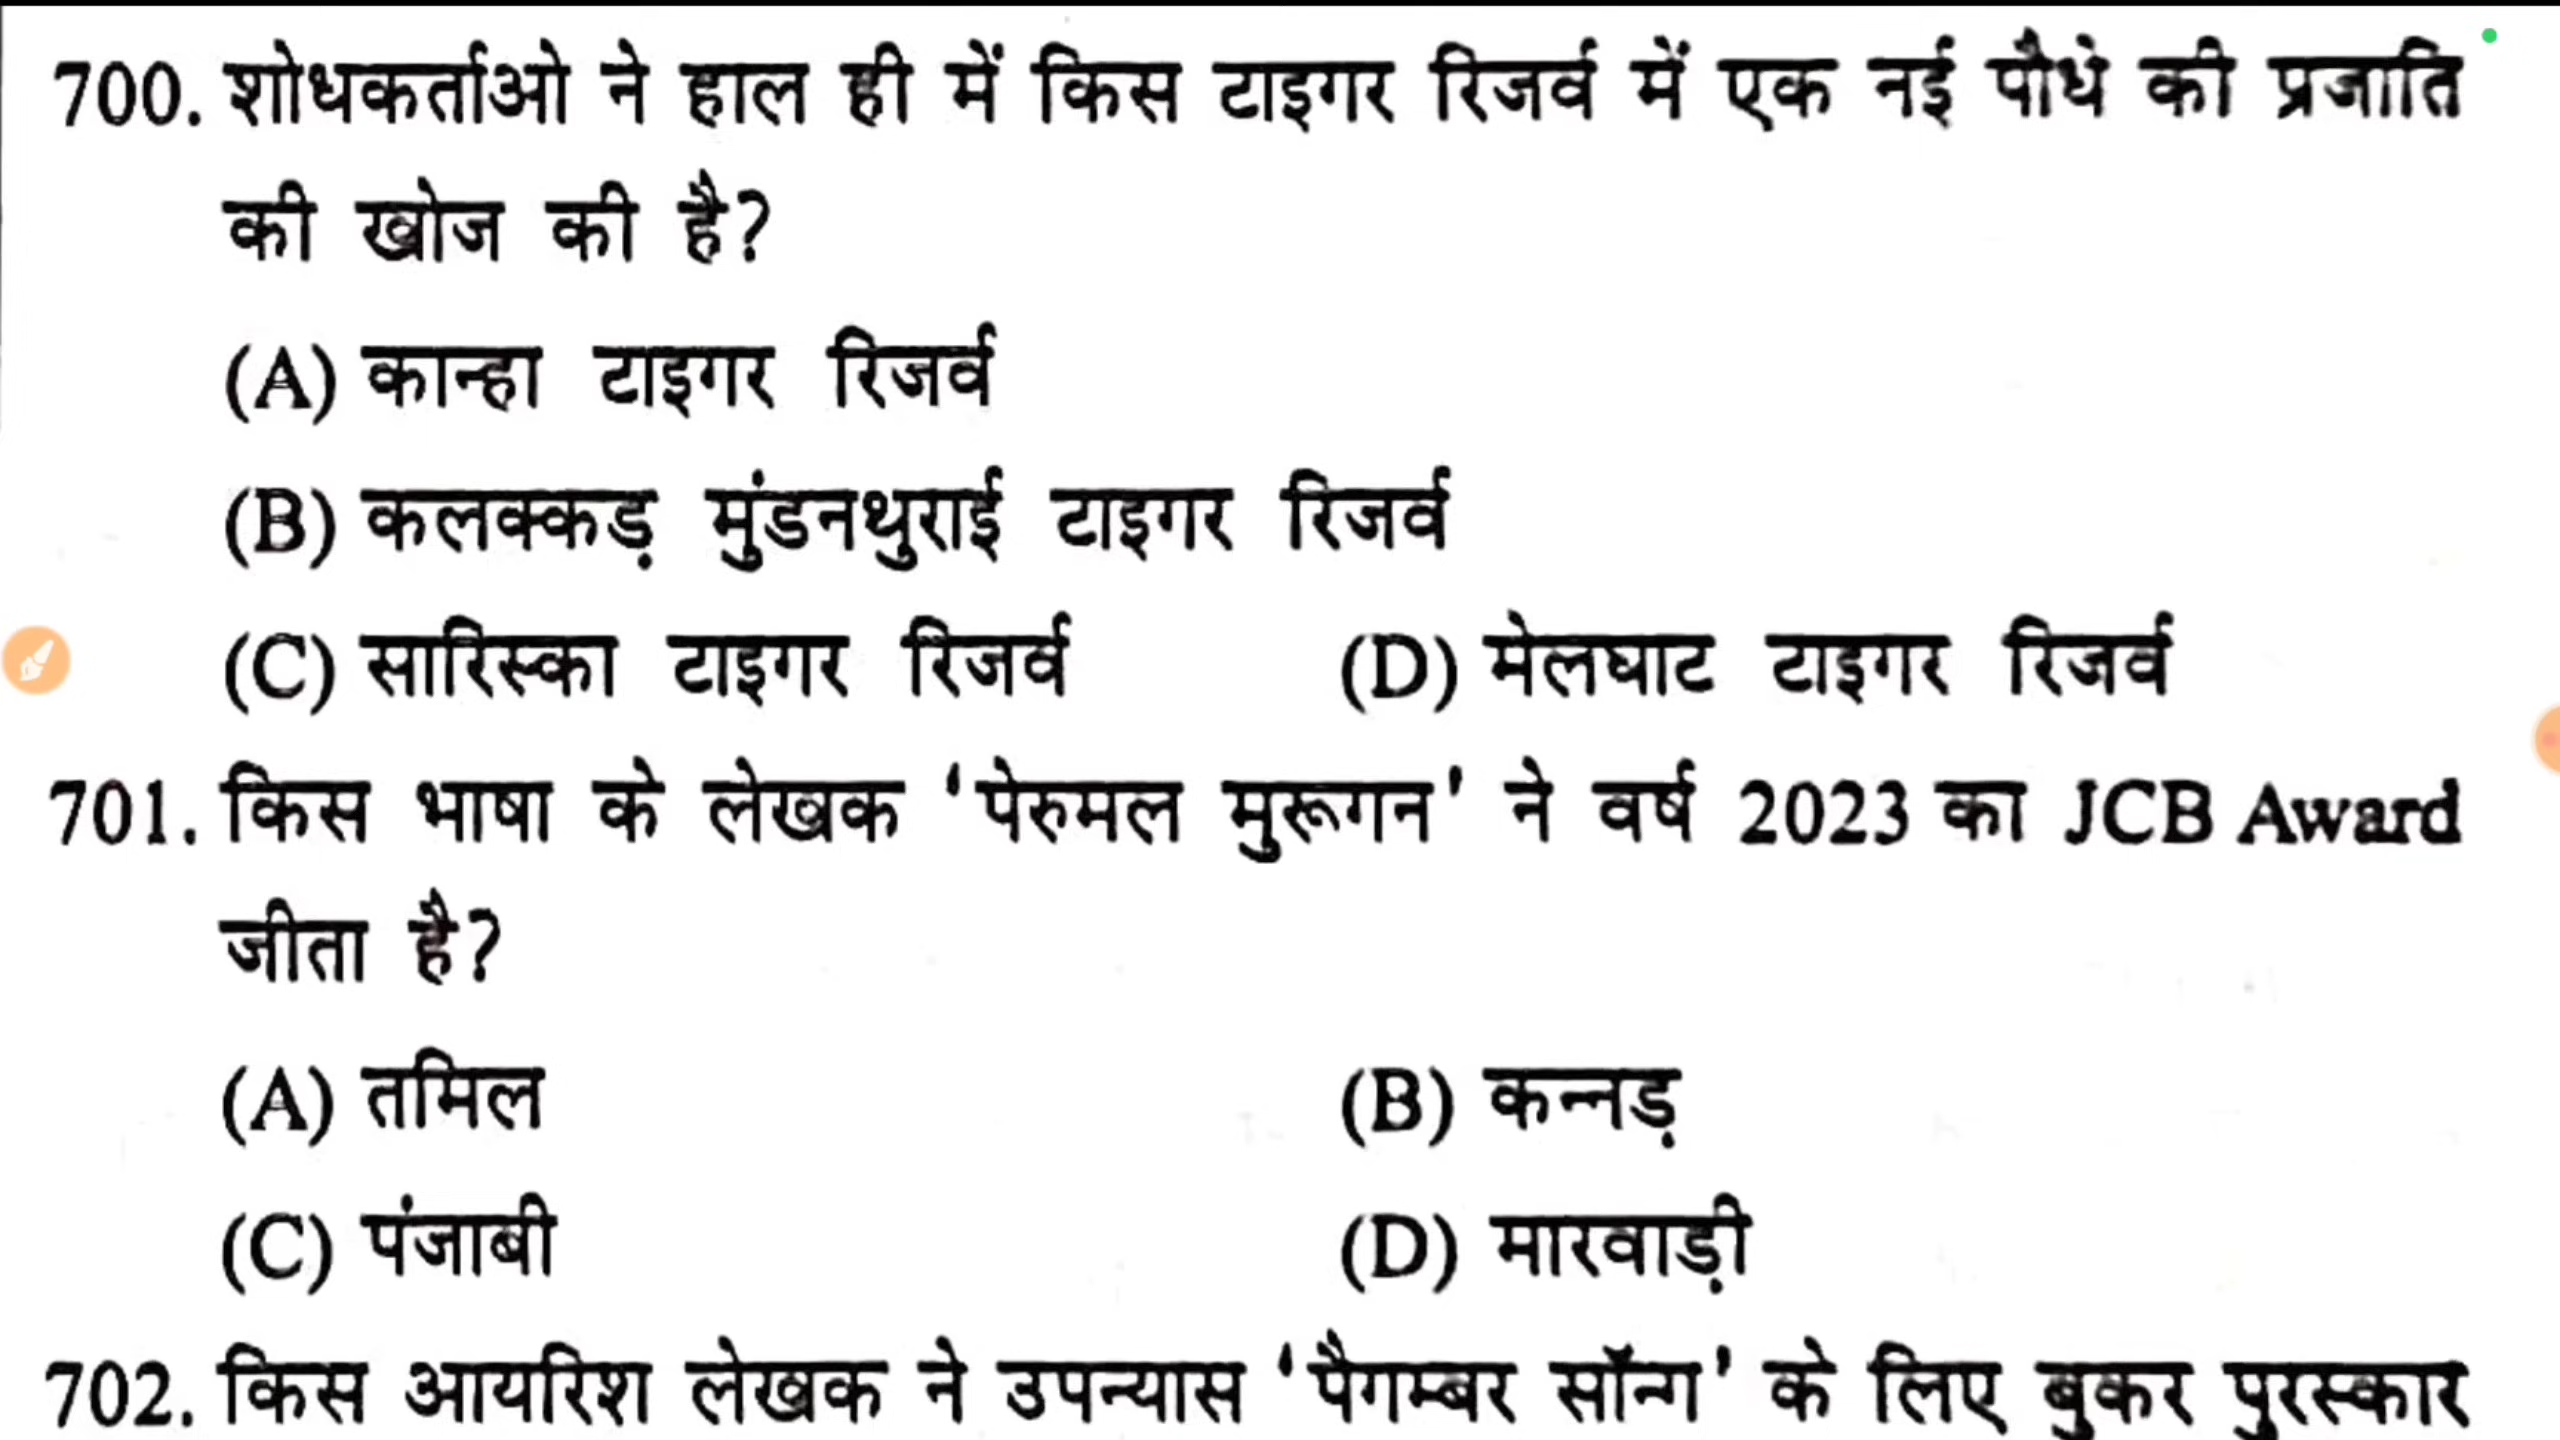 700. शोधकर्ताओ ने हाल ही में किस टाइगर रिजर्व में एक नई पौधे की प्रजाति
की खोज की है?
(A) कान्हा टाइगर रिजर्व
(B) कलक्कड़ मुंडनथुराई टाइगर रिजर्व
(C) सारिस्का टाइगर रिजर्व (D) मेलघाट टाइगर रिजर्व
701. किस भाषा के लेखक ‘पेरुमल मुरूगन’ ने वर्ष 2023 का JCB Award
जीता है?
(A) तमिल (B) कन्नड़
(C) पंजाबी (D) मारवाड़ी
702. किस आयरिश लेखक ने उपन्यास ‘पैगम्बर सॉन्ग’ के लिए बुकर पुरस्कार